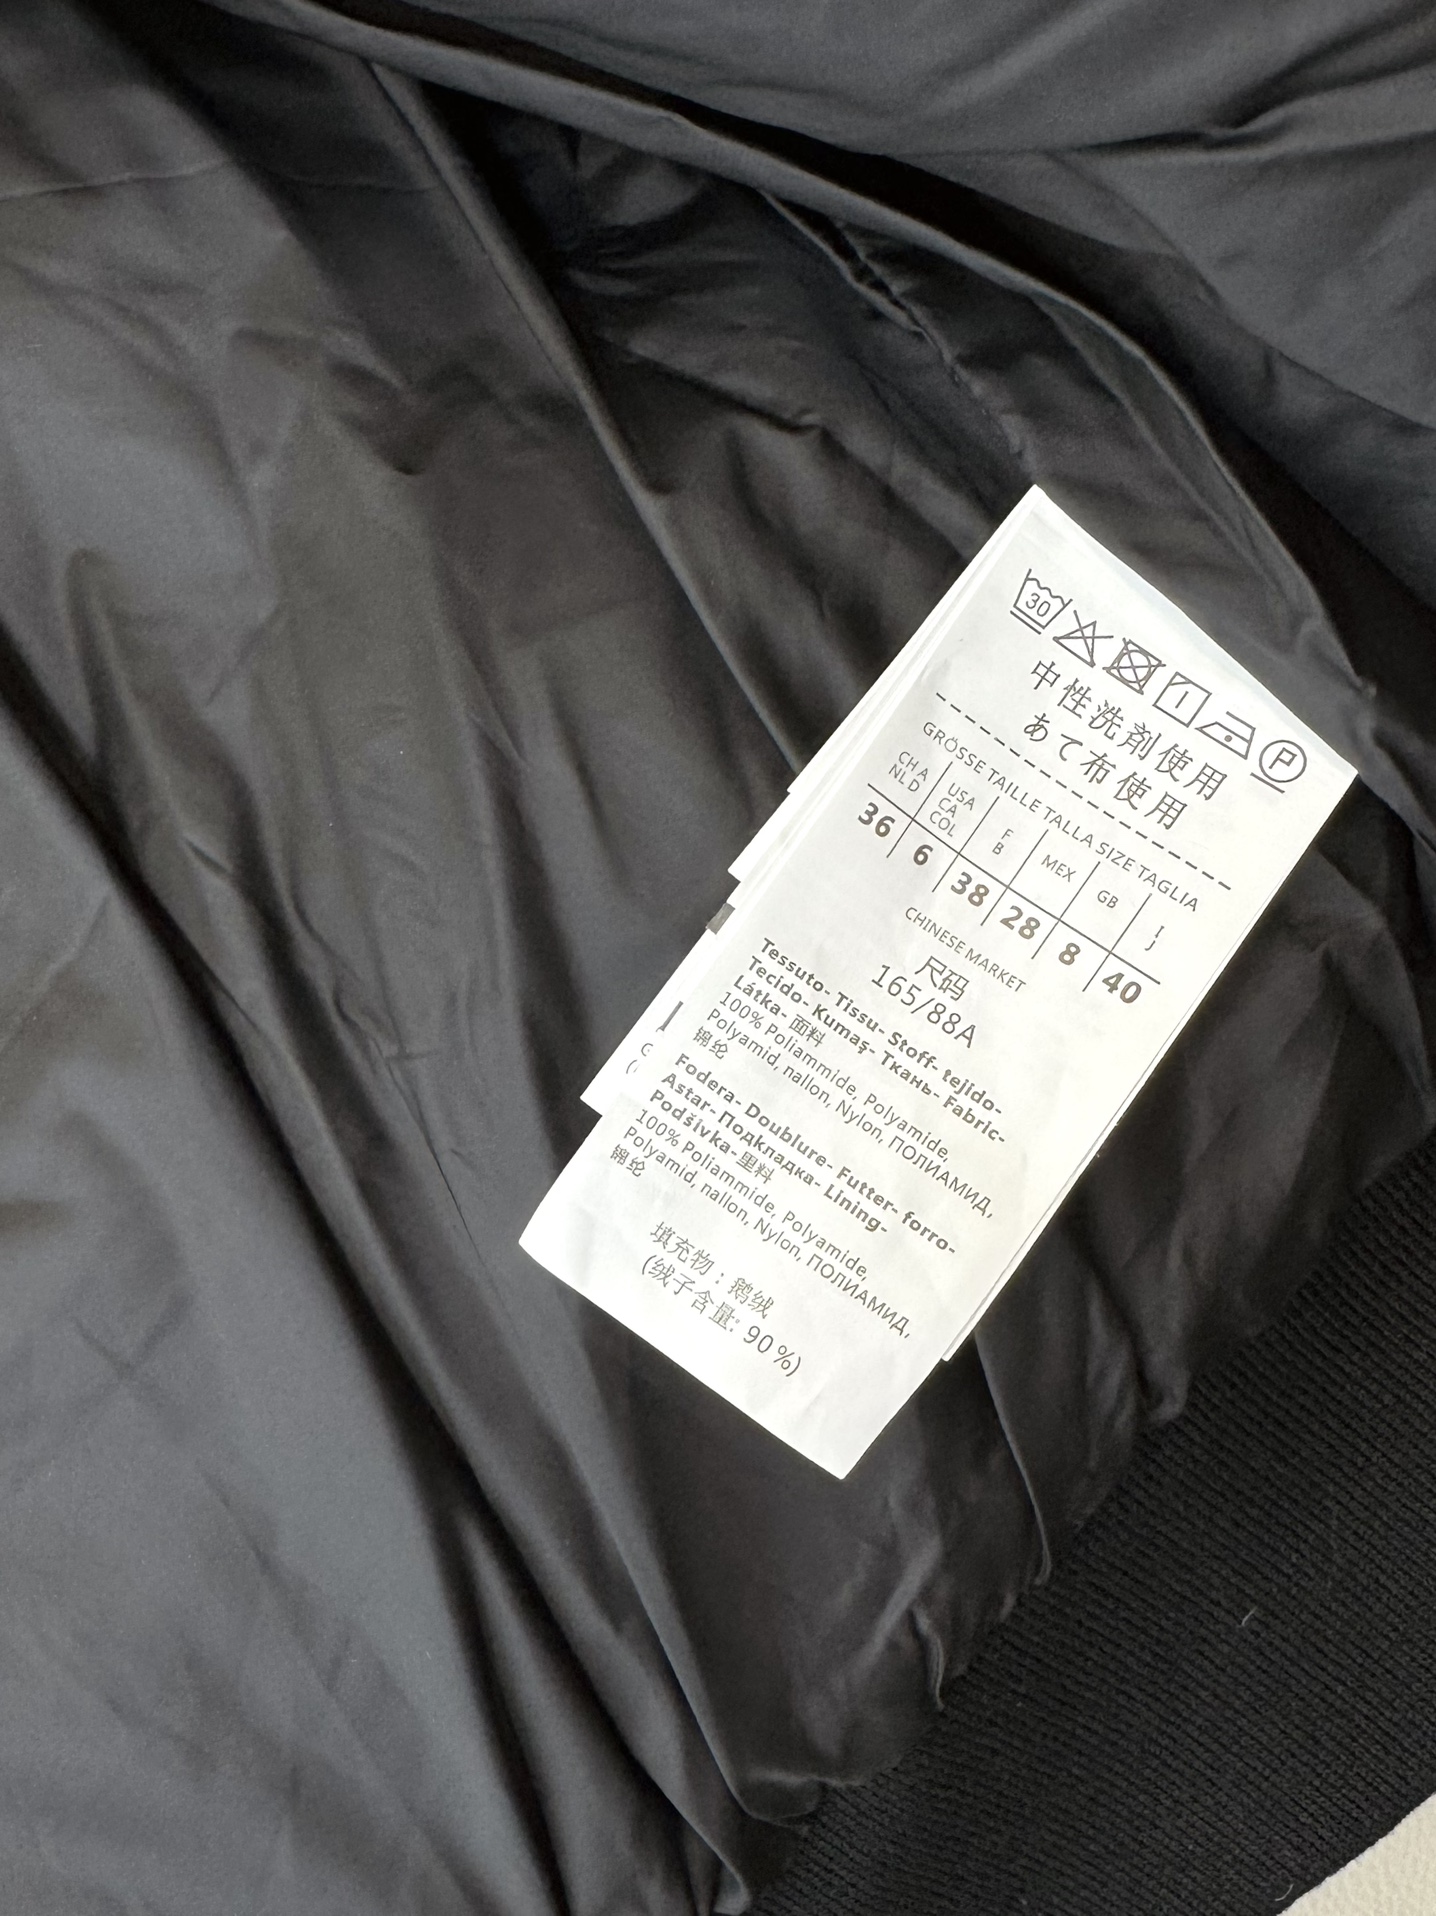 30
P
中性洗剤使用
あて布使用
GRÖSSE TAILLE TALLA SIZE TAGLIA
CH A NLD USA CA COL F B MEX GB I J
36 6 38 28 8 40
CHINESE MARKET
尺码
165/88A
Tessuto- Tissu- Stoff- tejido-
Tecido- Kumaş- Ткань- Fabric-
Látka- 面料
100% Poliammide, Polyamide,
Polyamid, nallon, Nylon, ПОЛИАМИД,
锦纶
Fodera- Doublure- Futter- forro-
Astar- Подкладка- Lining-
Podšívka- 里料
100% Poliammide, Polyamide,
Polyamid, nallon, Nylon, ПОЛИАМИД,
锦纶
填充物：鹅绒
(绒子含量: 90%)